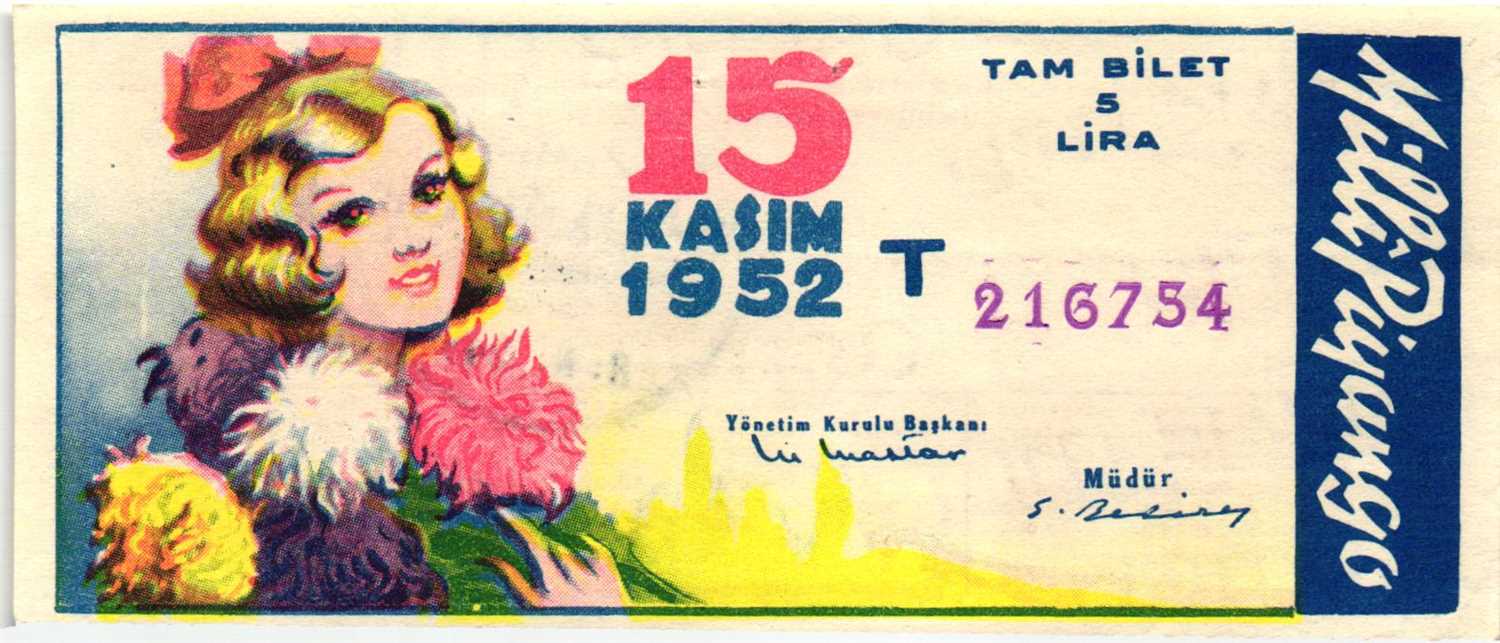 15
KASIM
1952
TAM BİLET
5
LİRA
T
216754
Yönetim Kurulu Başkanı
Müdür
Milli Piyango